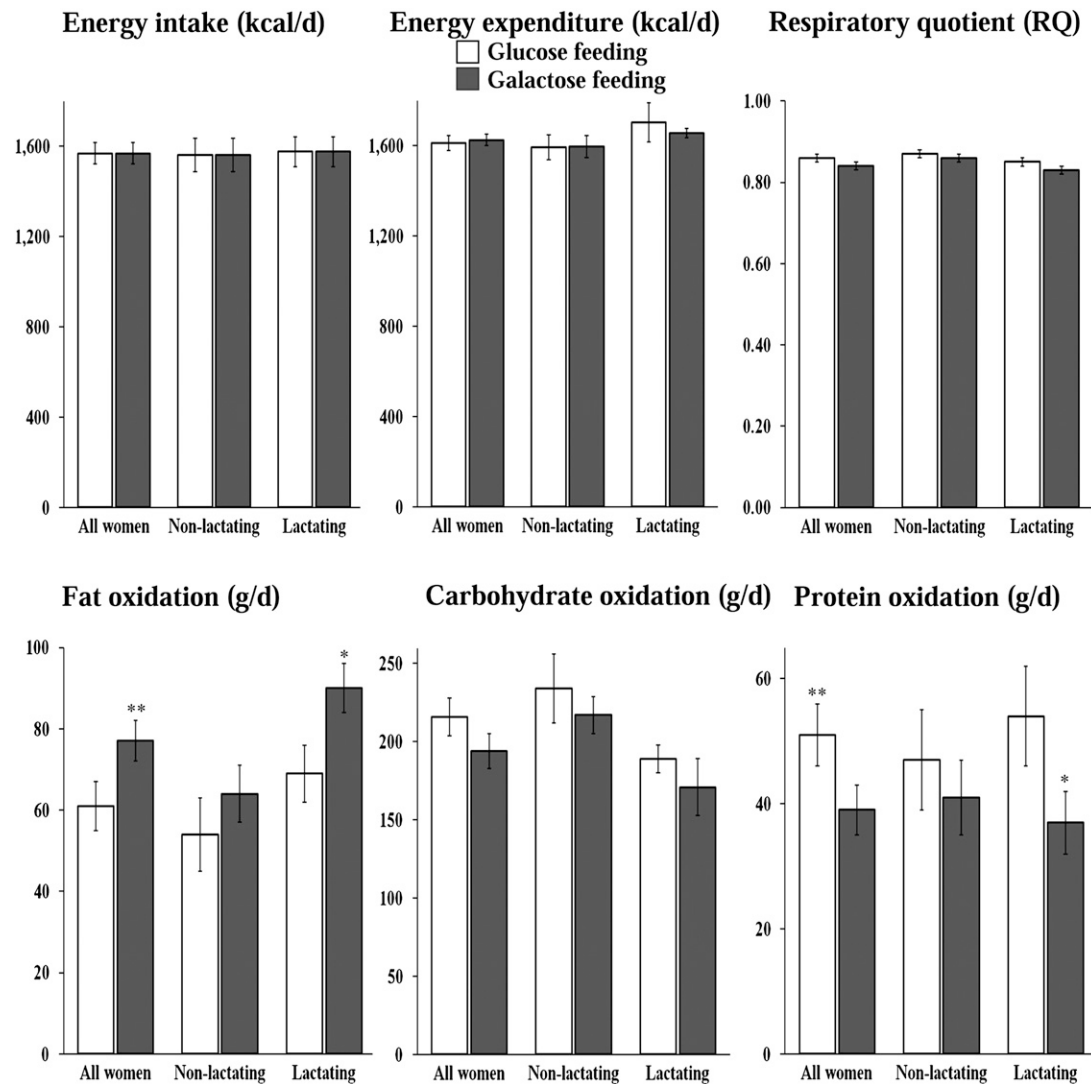 Energy intake (kcal/d)
Energy expenditure (kcal/d)
Respiratory quotient (RQ)
Glucose feeding
Galactose feeding
1,600
1,200
800
400
0
All women Non-lactating Lactating
1,600
1,200
800
400
0
All women Non-lactating Lactating
1.00
0.80
0.60
0.40
0.20
0.00
All women Non-lactating Lactating
Fat oxidation (g/d)
Carbohydrate oxidation (g/d)
Protein oxidation (g/d)
100
80
60
40
20
0
**
*
All women Non-lactating Lactating
250
200
150
100
50
0
All women Non-lactating Lactating
60
40
20
0
**
*
All women Non-lactating Lactating